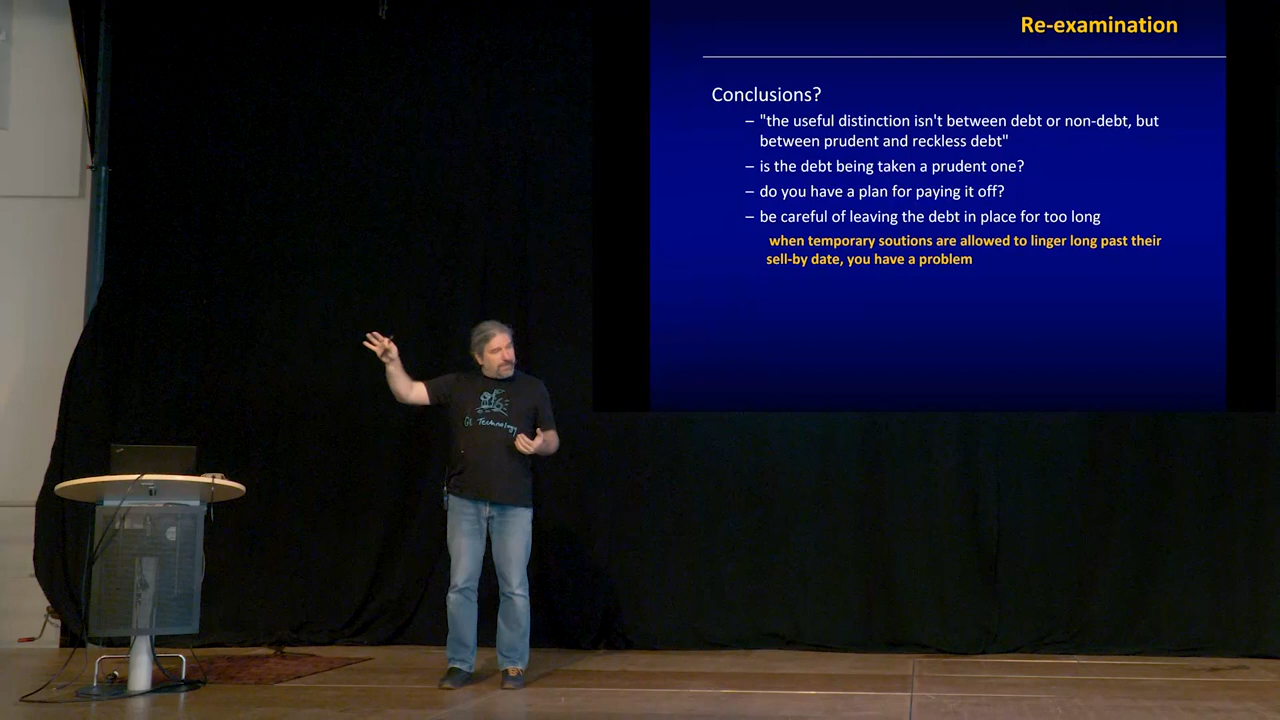 Re-examination
Conclusions?
– "the useful distinction isn't between debt or non-debt, but
between prudent and reckless debt"
– is the debt being taken a prudent one?
– do you have a plan for paying it off?
– be careful of leaving the debt in place for too long
when temporary soutions are allowed to linger long past their
sell-by date, you have a problem
Technology